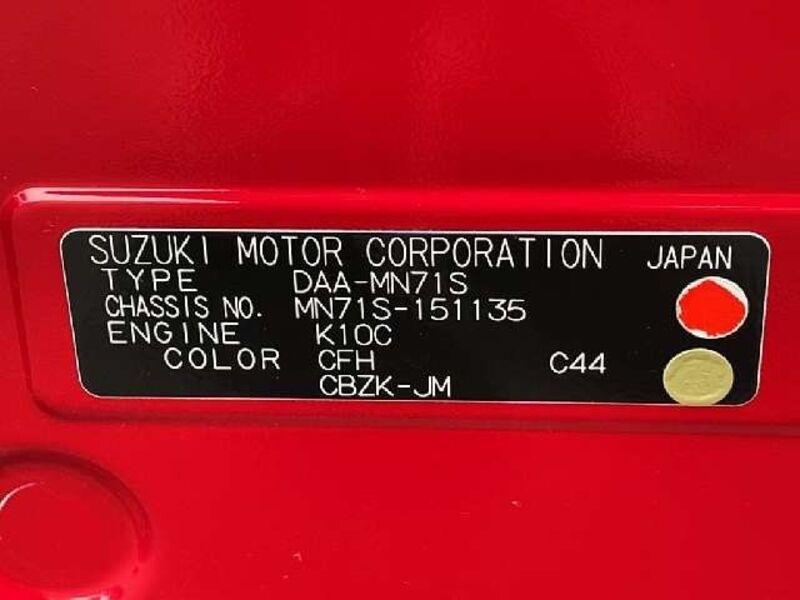 SUZUKI MOTOR CORPORATION JAPAN
TYPE DAA-MN71S
CHASSIS NO. MN71S-151135
ENGINE K10C
COLOR CFH C44
CBZK-JM